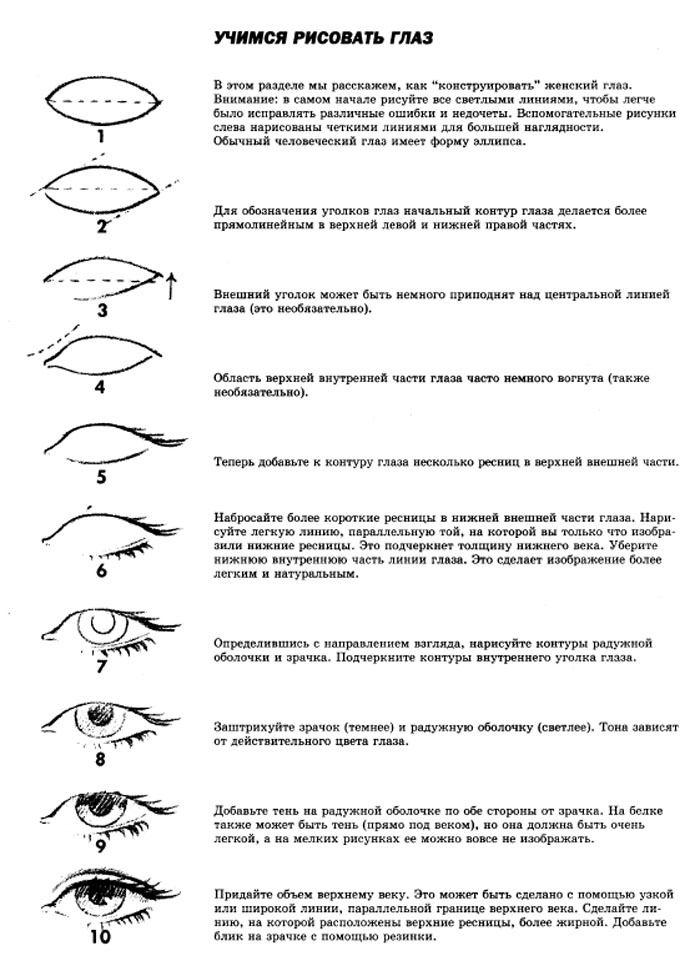 УЧИМСЯ РИСОВАТЬ ГЛАЗ
В этом разделе мы расскажем, как “конструировать” женский глаз.
Внимание: в самом начале рисуйте все светлыми линиями, чтобы легче
было исправлять различные ошибки и недочеты. Вспомогательные рисунки
слева нарисованы четкими линиями для большей наглядности.
Обычный человеческий глаз имеет форму эллипса.
1
Для обозначения уголков глаз начальный контур глаза делается более
прямолинейным в верхней левой и нижней правой частях.
2
Внешний уголок может быть немного приподнят над центральной линией
глаза (это необязательно).
3
Область верхней внутренней части глаза часто немного вогнута (также
необязательно).
4
Теперь добавьте к контуру глаза несколько ресниц в верхней внешней части.
5
Набросайте более короткие ресницы в нижней внешней части глаза. Нари-
суйте легкую линию, параллельную той, на которой вы только что изобра-
зили нижние ресницы. Это подчеркнет толщину нижнего века. Уберите
нижнюю внутреннюю часть линии глаза. Это сделает изображение более
легким и натуральным.
6
Определившись с направлением взгляда, нарисуйте контуры радужной
оболочки и зрачка. Подчеркните контуры внутреннего уголка глаза.
7
Заштрихуйте зрачок (темнее) и радужную оболочку (светлее). Тона зависят
от действительного цвета глаза.
8
Добавьте тень на радужной оболочке по обе стороны от зрачка. На белке
также может быть тень (прямо под веком), но она должна быть очень
легкой, а на мелких рисунках ее можно вовсе не изображать.
9
Придайте объем верхнему веку. Это может быть сделано с помощью узкой
или широкой линии, параллельной границе верхнего века. Сделайте ли-
нию, на которой расположены верхние ресницы, более жирной. Добавьте
блик на зрачке с помощью резинки.
10